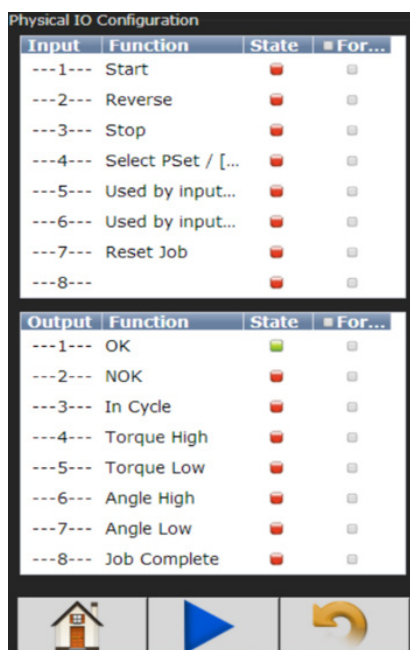 Physical IO Configuration
Input Function State For...
---1--- Start
---2--- Reverse
---3--- Stop
---4--- Select PSet / [...
---5--- Used by input...
---6--- Used by input...
---7--- Reset Job
---8---
Output Function State For...
---1--- OK
---2--- NOK
---3--- In Cycle
---4--- Torque High
---5--- Torque Low
---6--- Angle High
---7--- Angle Low
---8--- Job Complete